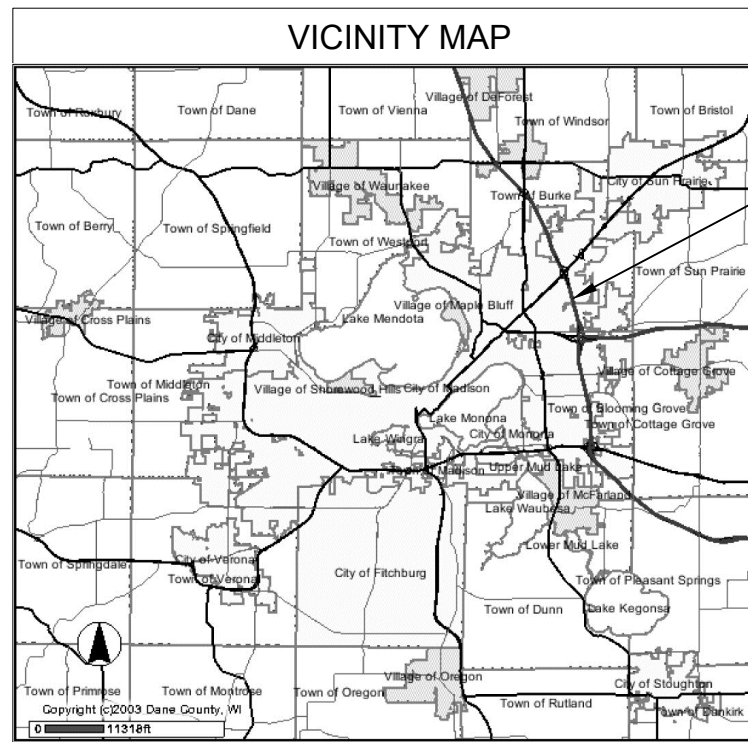 VICINITY MAP
Village of DeForest
Town of Roxbury
Town of Dane
Town of Vienna
Town of Bristol
Town of Windsor
City of Sun Prairie
Village of Waunakee
Town of Burke
Town of Berry
Town of Springfield
Town of Westport
Town of Sun Prairie
Village of Maple Bluff
Lake Mendota
Village of Cross Plains
City of Middleton
Village of Cottage Grove
Town of Middleton
Village of Shorewood Hills
City of Madison
Town of Cross Plains
Town of Blooming Grove
Lake Monona
Town of Cottage Grove
City of Monona
Lake Wingra
Town of Madison
Upper Mud Lake
Village of McFarland
Lake Waubesa
Lower Mud Lake
City of Verona
Town of Springdale
City of Fitchburg
Town of Verona
Town of Pleasant Springs
Town of Dunn
Lake Kegonsa
Village of Oregon
City of Stoughton
Town of Primrose
Town of Montrose
Town of Oregon
Town of Rutland
Copyright (c)2003 Dane County, WI
Town of Dunkirk
0 11318ft